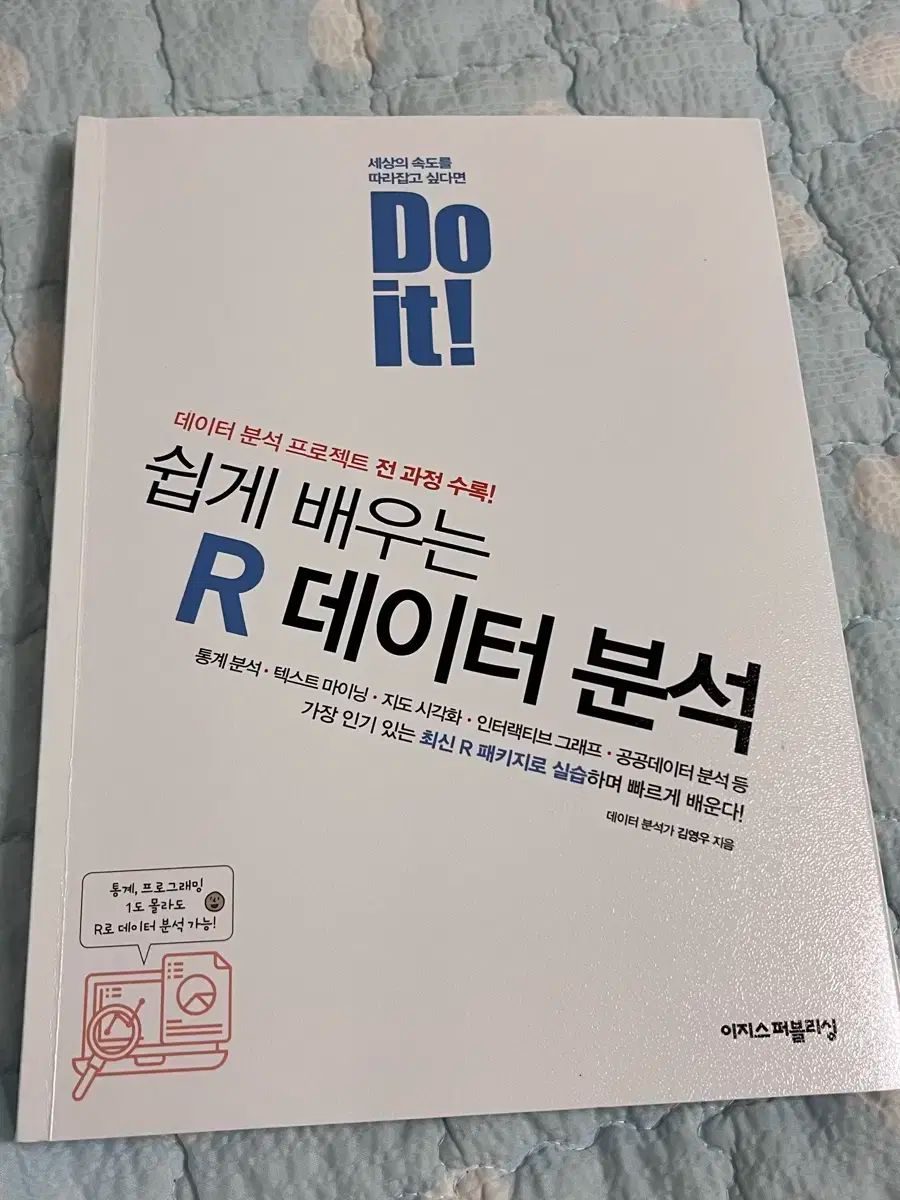 세상의 속도를
따라잡고 싶다면
Do
it!
데이터 분석 프로젝트 전 과정 수록!
쉽게 배우는
R 데이터 분석
통계 분석 · 텍스트 마이닝 · 지도 시각화 · 인터랙티브 그래프 · 공공데이터 분석 등
가장 인기 있는 최신 R 패키지로 실습하며 빠르게 배운다!
데이터 분석가 김영우 지음
통계, 프로그래밍
1도 몰라도
R로 데이터 분석 가능!
이지스퍼블리싱